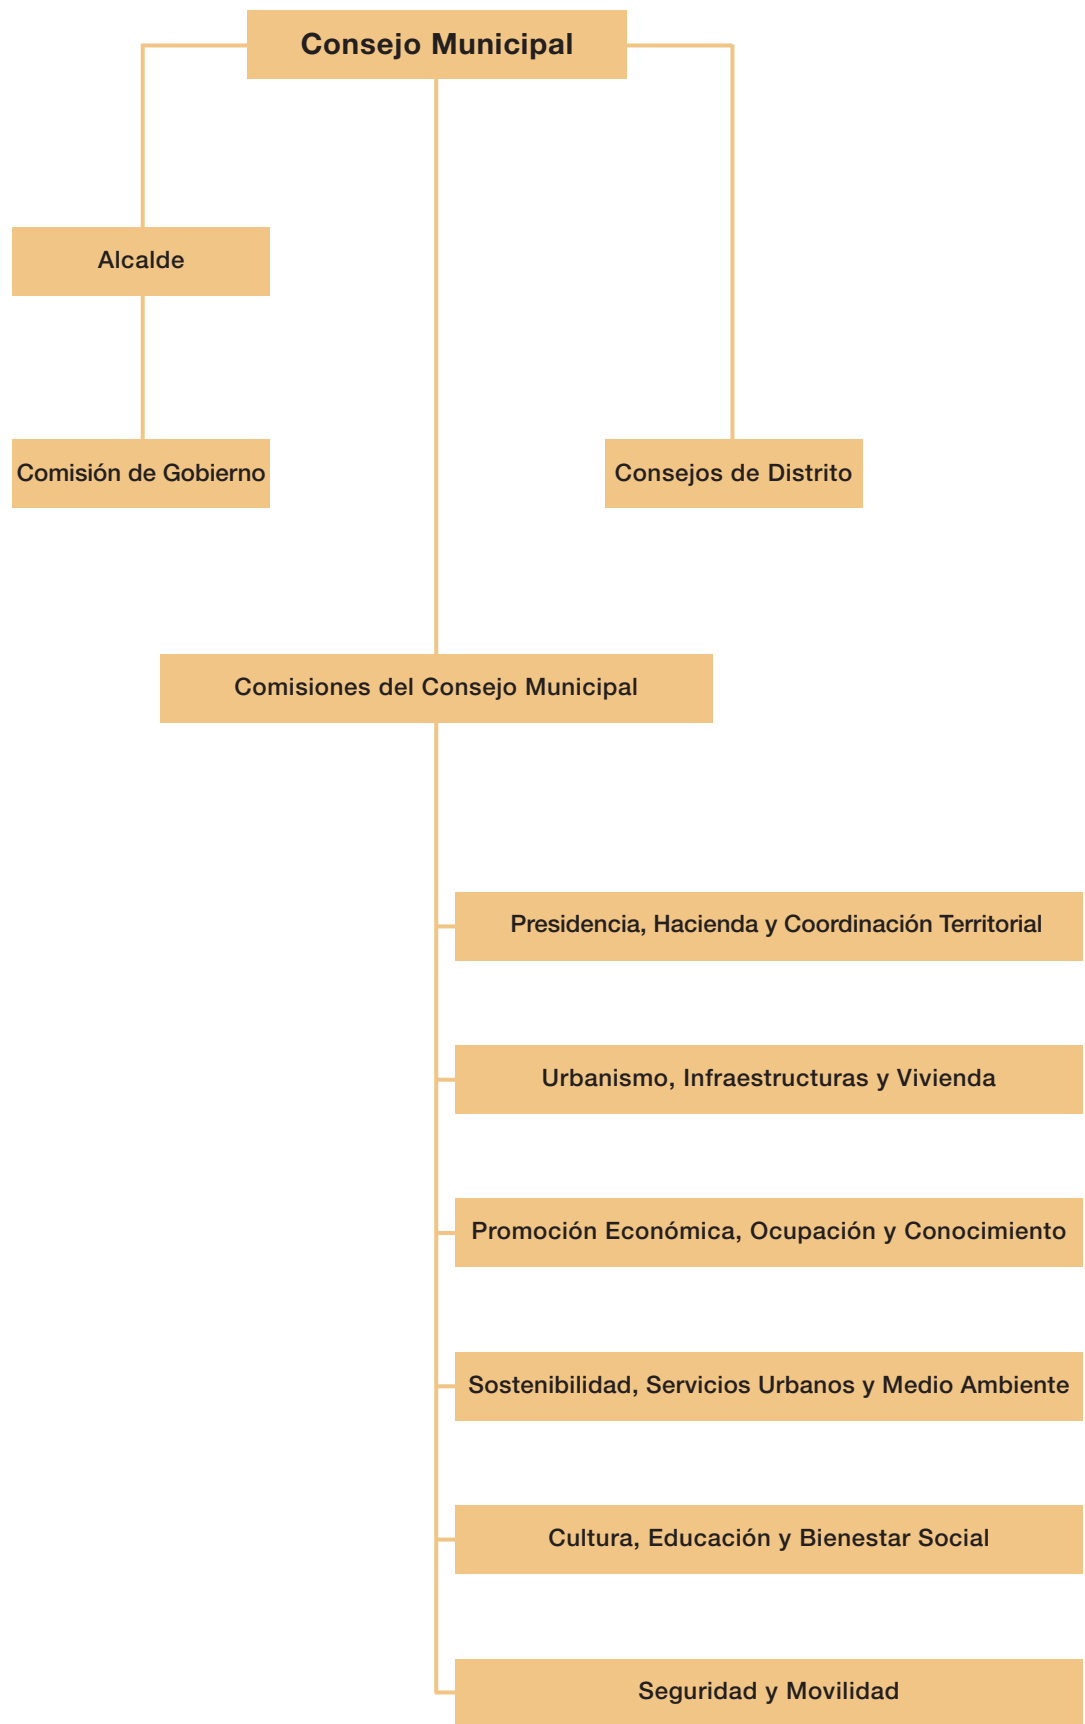 Consejo Municipal
Alcalde
Comisión de Gobierno
Consejos de Distrito
Comisiones del Consejo Municipal
Presidencia, Hacienda y Coordinación Territorial
Urbanismo, Infraestructuras y Vivienda
Promoción Económica, Ocupación y Conocimiento
Sostenibilidad, Servicios Urbanos y Medio Ambiente
Cultura, Educación y Bienestar Social
Seguridad y Movilidad